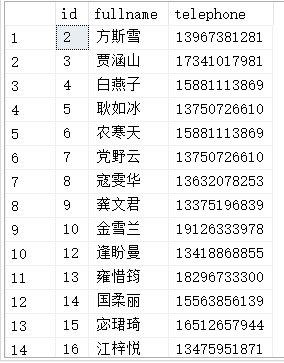 id fullname telephone
1 2 方斯雪 13967381281
2 3 贾涵山 17341017981
3 4 白燕子 15881113869
4 5 耿如冰 13750726610
5 6 农寒天 15881113869
6 7 党野云 13750726610
7 8 寇雯华 13632078253
8 9 龚文君 13375196839
9 10 金雪兰 19126333978
10 12 逄盼曼 13418868855
11 13 雍惜筠 18296733300
12 14 国柔丽 15563856139
13 15 宓珺琦 16512657944
14 16 江梓悦 13475951871